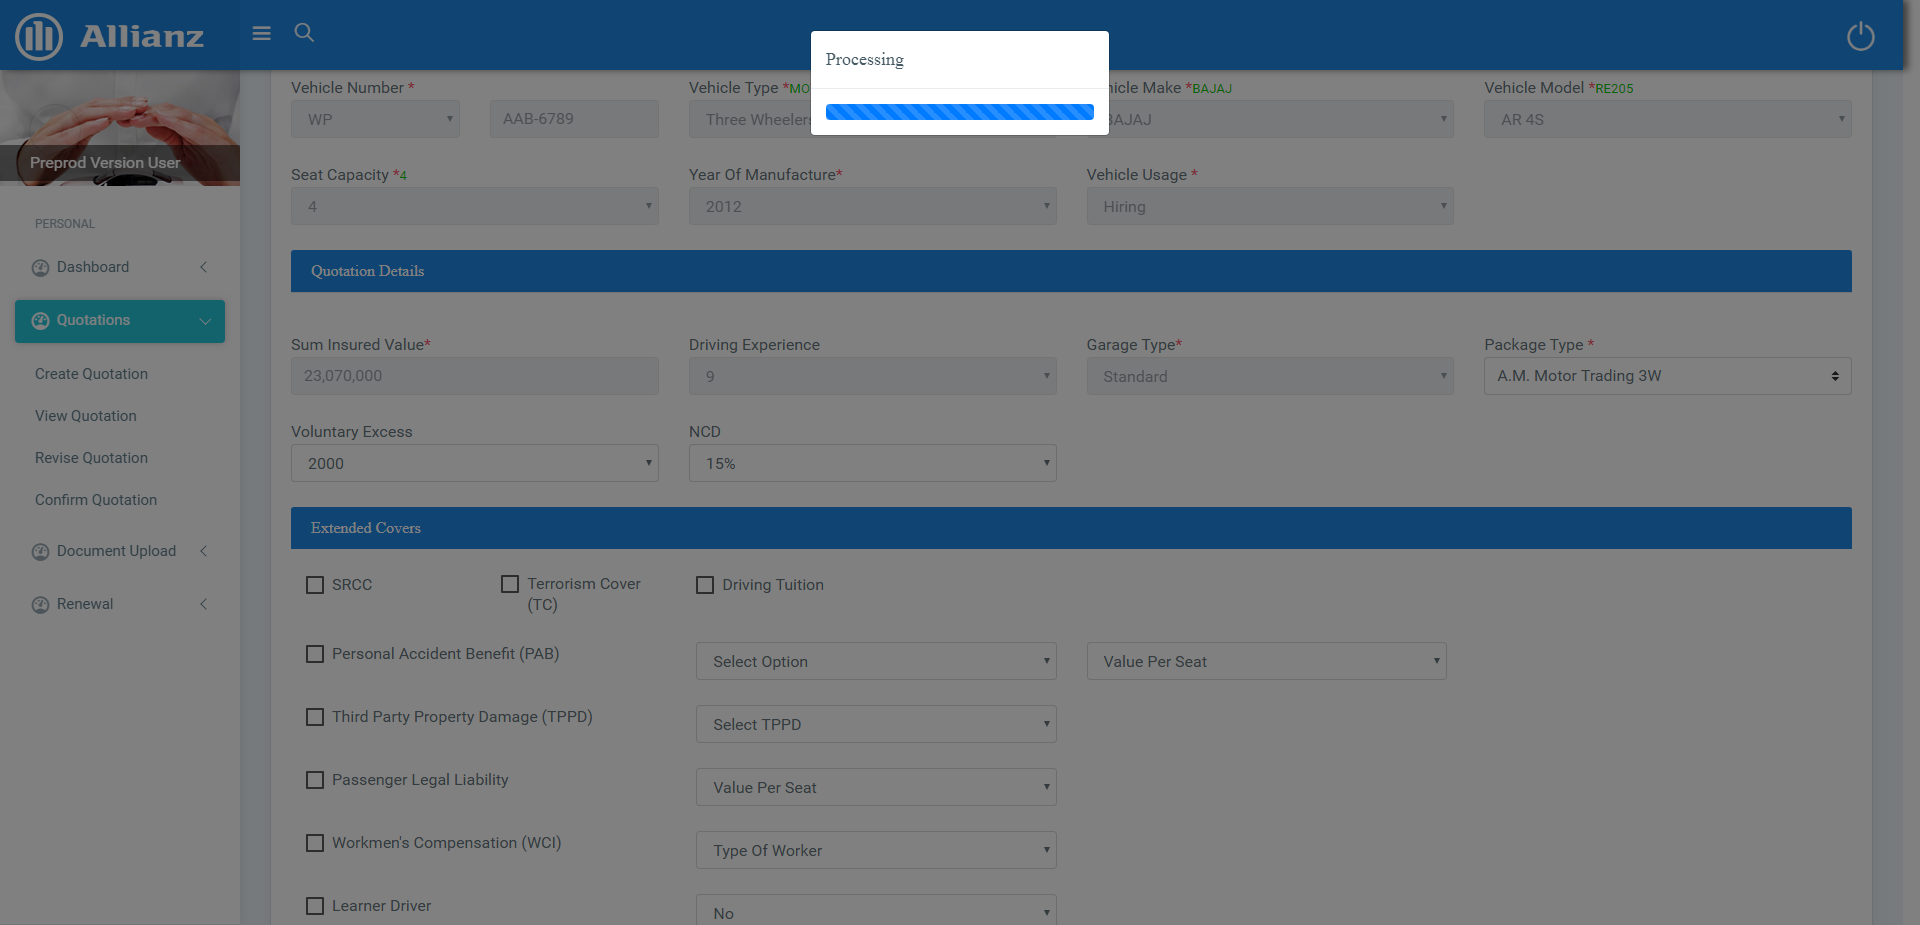 Allianz
Processing
Vehicle Number *
Vehicle Type *MO
hicle Make *BAJAJ
Vehicle Model *RE205
WP
AAB-6789
Three Wheelers
BAJAJ
AR 4S
Preprod Version User
Seat Capacity *4
Year Of Manufacture*
Vehicle Usage *
4
2012
Hiring
PERSONAL
Dashboard
Quotations
Create Quotation
View Quotation
Revise Quotation
Confirm Quotation
Document Upload
Renewal
Quotation Details
Sum Insured Value*
Driving Experience
Garage Type*
Package Type *
23,070,000
9
Standard
A.M. Motor Trading 3W
Voluntary Excess
NCD
2000
15%
Extended Covers
SRCC
Terrorism Cover
(TC)
Driving Tuition
Personal Accident Benefit (PAB)
Select Option
Value Per Seat
Third Party Property Damage (TPPD)
Select TPPD
Passenger Legal Liability
Value Per Seat
Workmen's Compensation (WCI)
Type Of Worker
Learner Driver
No